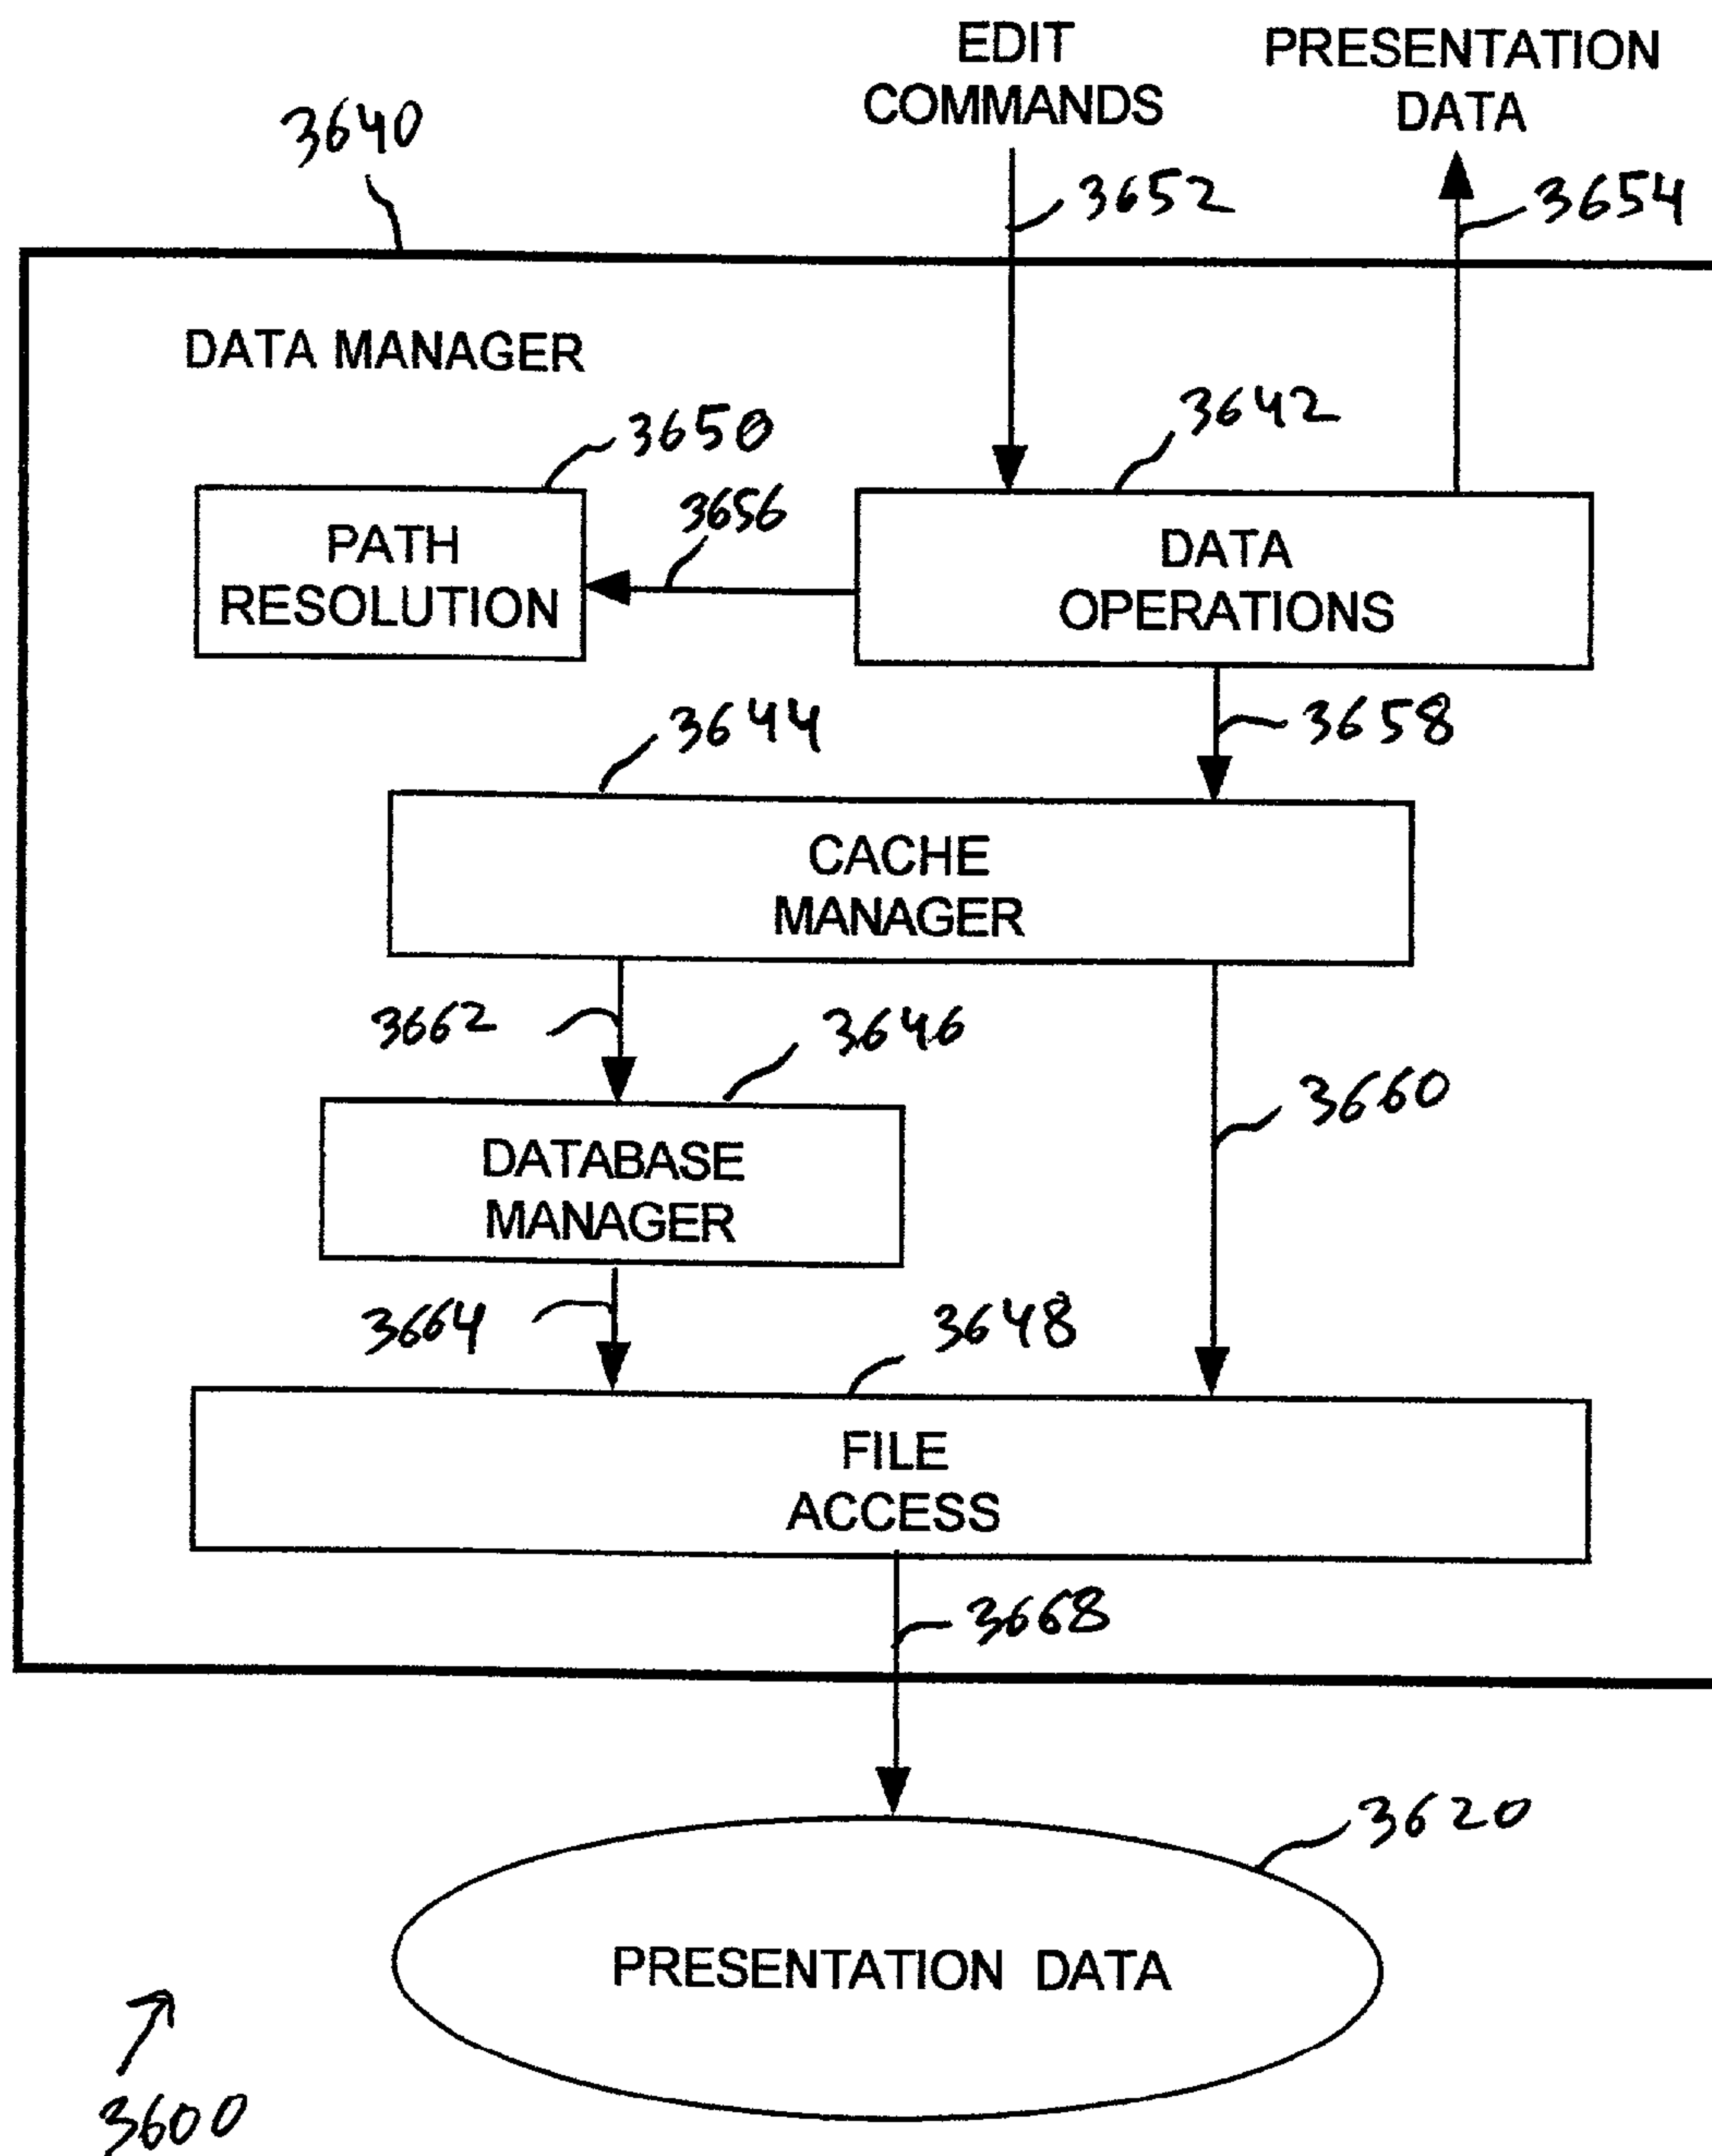 EDIT
COMMANDS
PRESENTATION
DATA
3640
3652
3654
DATA MANAGER
3642
3650
3656
PATH
RESOLUTION
DATA
OPERATIONS
3644
3658
CACHE
MANAGER
3662
3646
3660
DATABASE
MANAGER
3664
3648
FILE
ACCESS
3668
3620
PRESENTATION DATA
3600